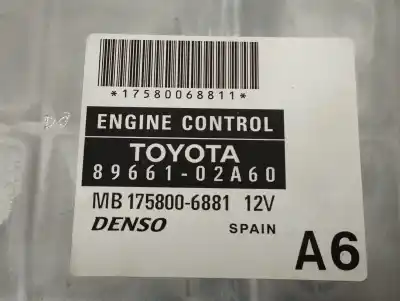 *17580068811*
ENGINE CONTROL
TOYOTA
89661-02A60
MB 175800-6881 12V
DENSO SPAIN
A6